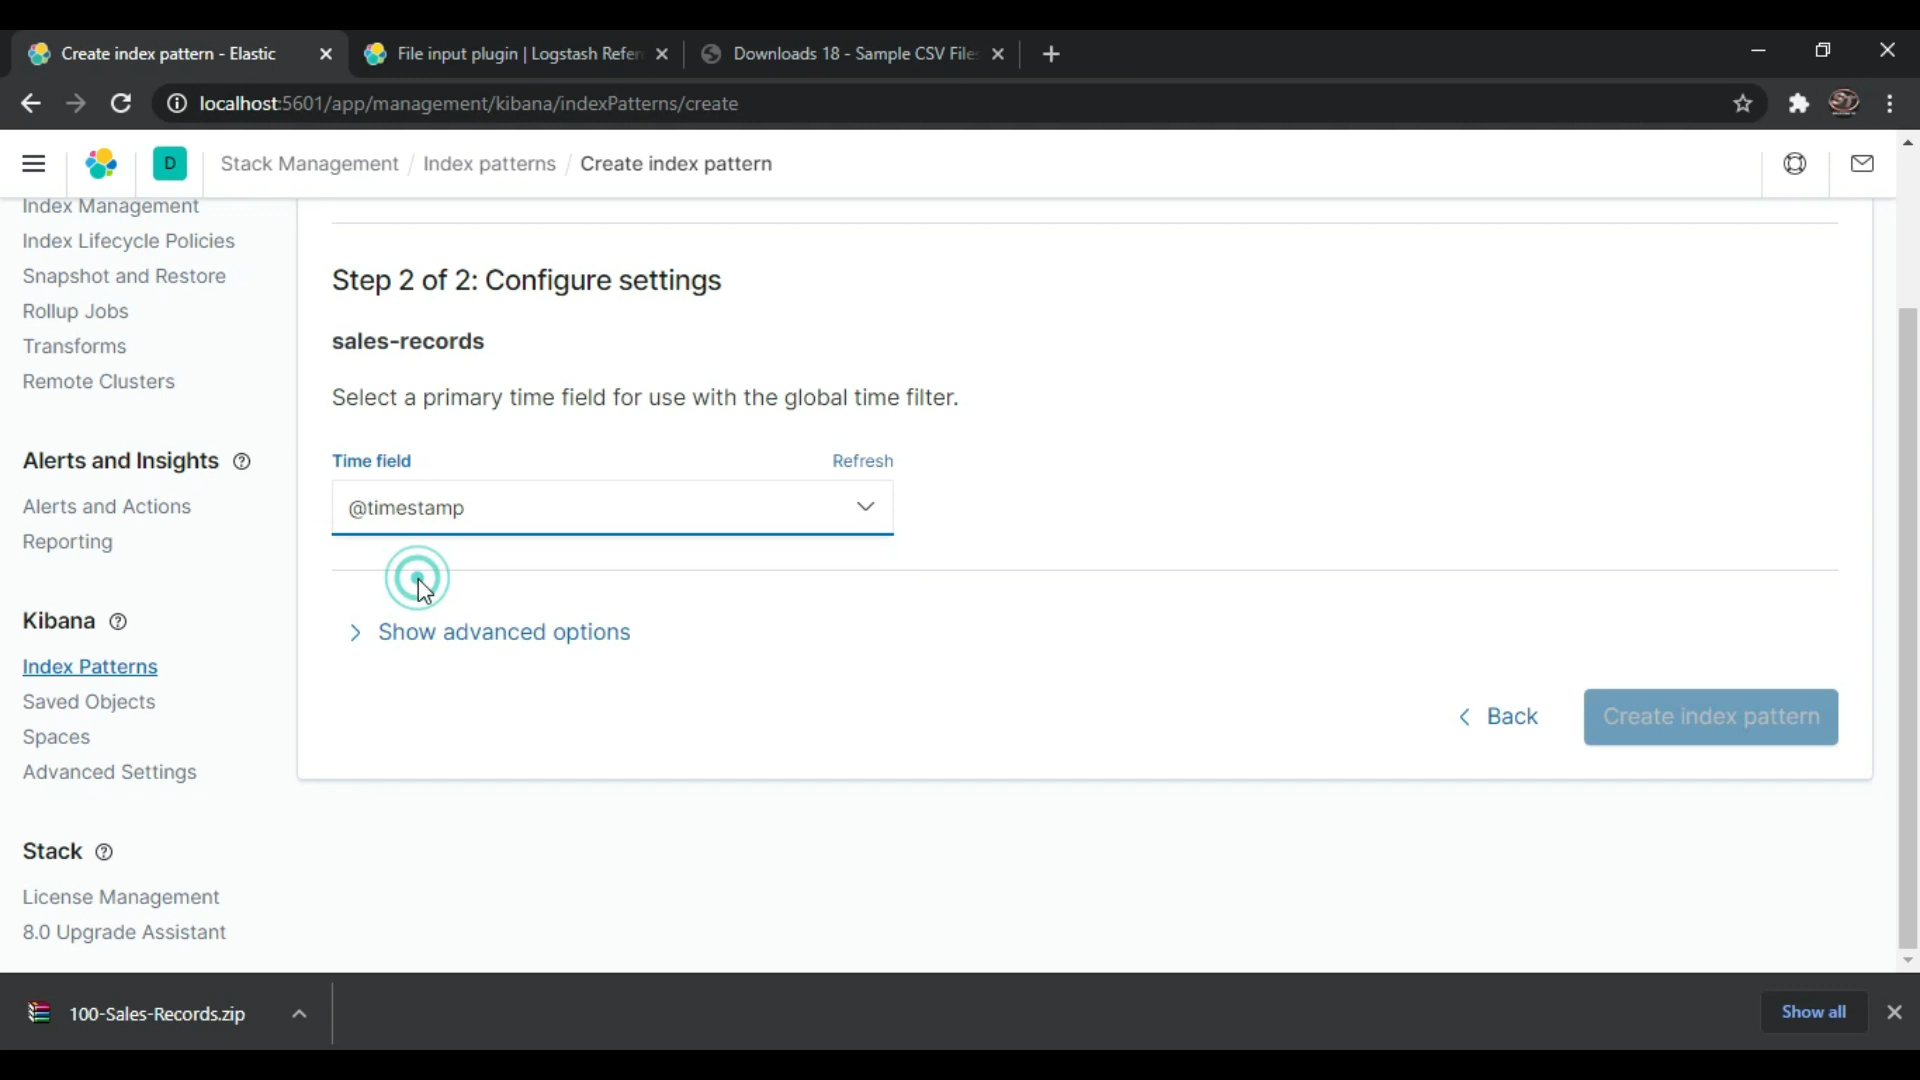 Create index pattern - Elastic
File input plugin | Logstash Refer
Downloads 18 - Sample CSV File
localhost:5601/app/management/kibana/indexPatterns/create
D
Stack Management / Index patterns / Create index pattern
Index Management
Index Lifecycle Policies
Snapshot and Restore
Rollup Jobs
Transforms
Remote Clusters
Alerts and Insights
Alerts and Actions
Reporting
Kibana
Index Patterns
Saved Objects
Spaces
Advanced Settings
Stack
License Management
8.0 Upgrade Assistant
Step 2 of 2: Configure settings
sales-records
Select a primary time field for use with the global time filter.
Time field
Refresh
@timestamp
Show advanced options
Back
Create index pattern
100-Sales-Records.zip
Show all